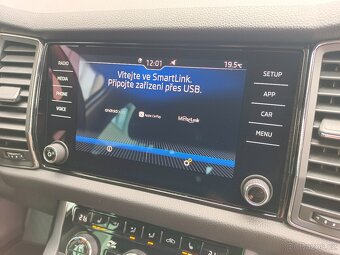 12:01
19.5°C
RADIO
MEDIA
PHONE
VOICE
Vítejte ve SmartLink.
Připojte zařízení přes USB.
MirrorLink
SETUP
APP
CAR
MENU